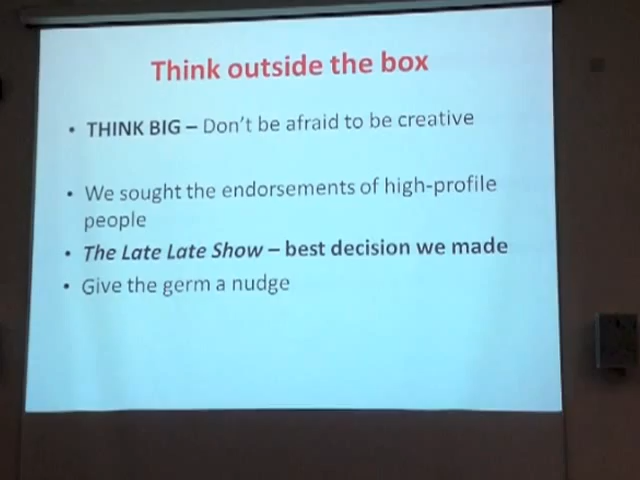 Think outside the box
• THINK BIG – Don't be afraid to be creative
• We sought the endorsements of high-profile
people
• The Late Late Show – best decision we made
• Give the germ a nudge